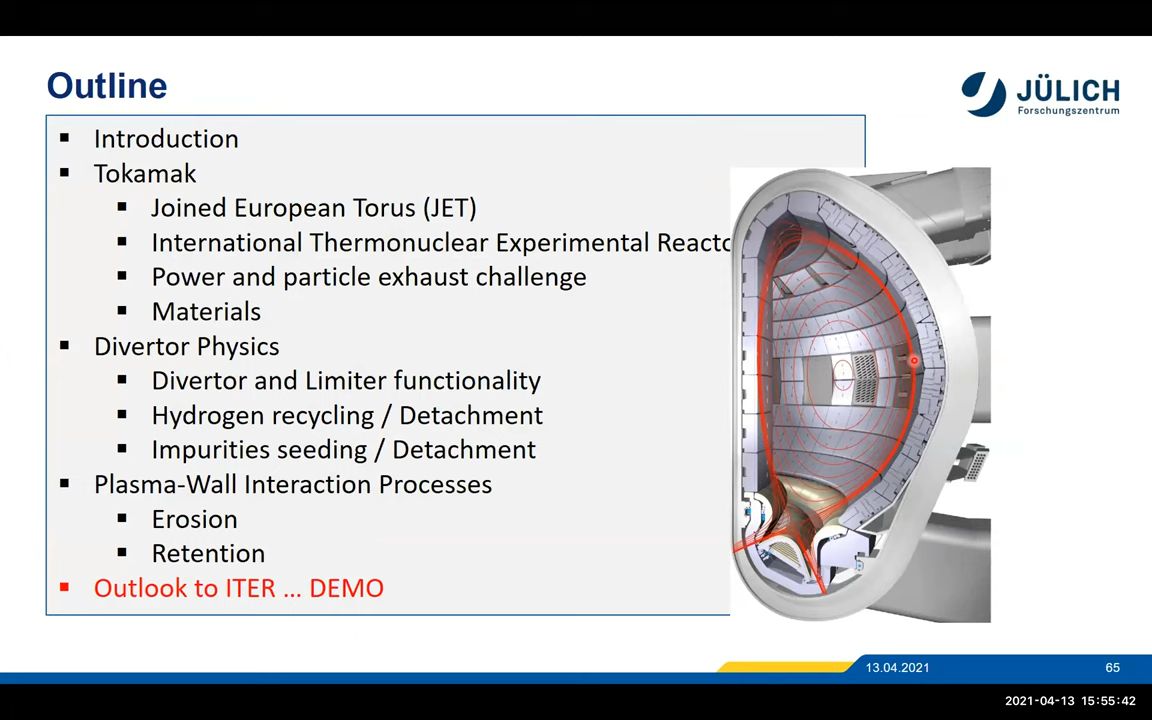 Outline
JÜLICH
Forschungszentrum
▪ Introduction
▪ Tokamak
▪ Joined European Torus (JET)
▪ International Thermonuclear Experimental Reacto
▪ Power and particle exhaust challenge
▪ Materials
▪ Divertor Physics
▪ Divertor and Limiter functionality
▪ Hydrogen recycling / Detachment
▪ Impurities seeding / Detachment
▪ Plasma-Wall Interaction Processes
▪ Erosion
▪ Retention
▪ Outlook to ITER ... DEMO
13.04.2021
65
2021-04-13 15:55:42